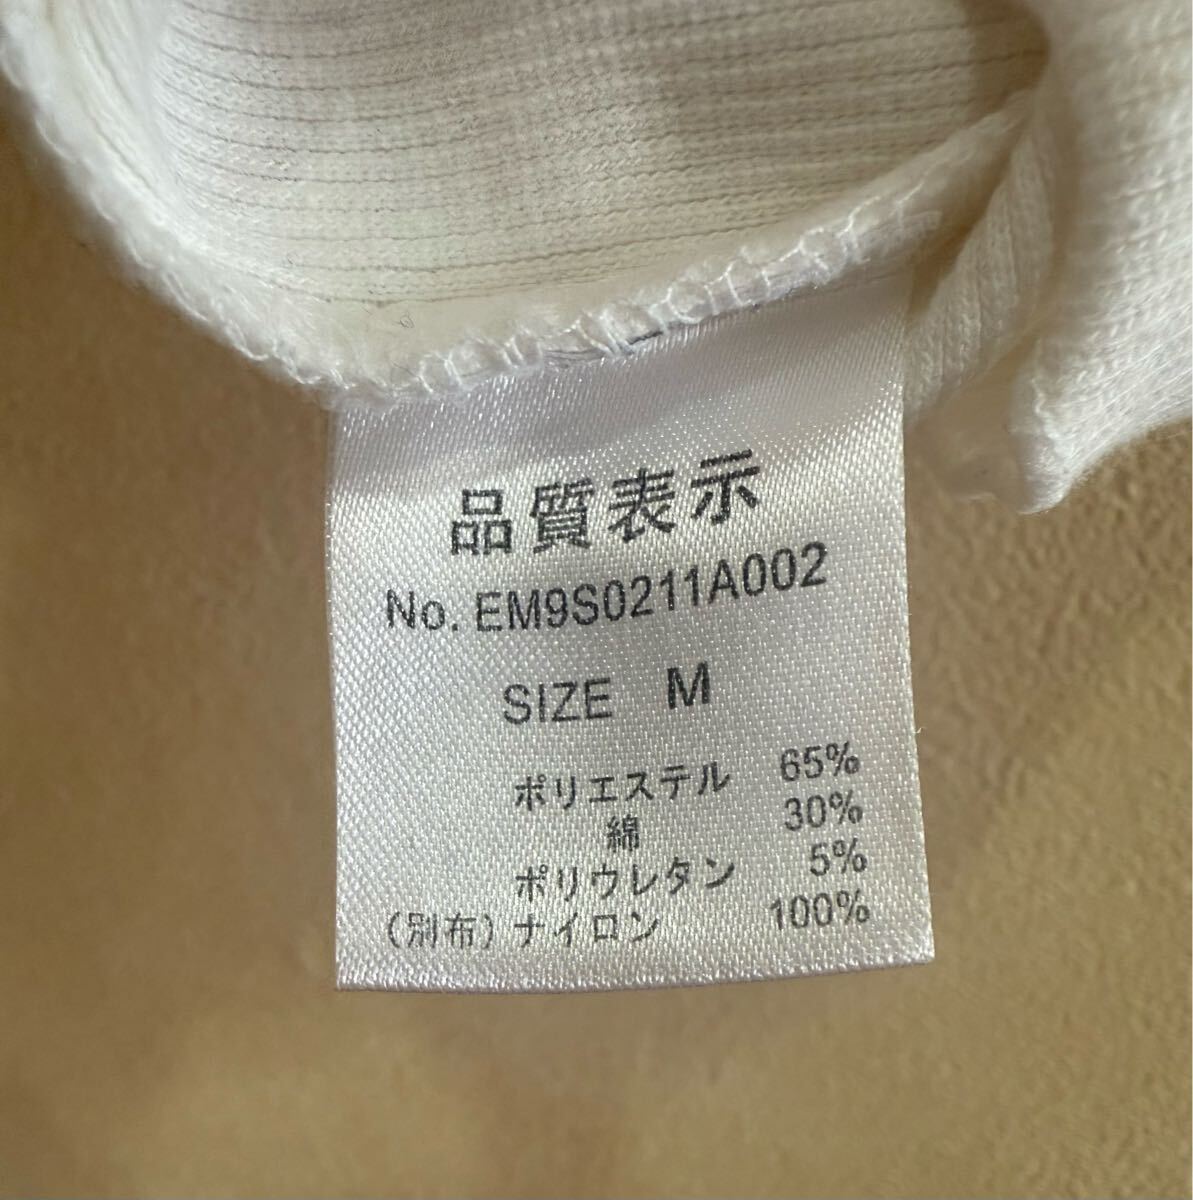 品質表示
No. EM9S0211A002
SIZE M
ポリエステル 65%
綿 30%
ポリウレタン 5%
(別布) ナイロン 100%